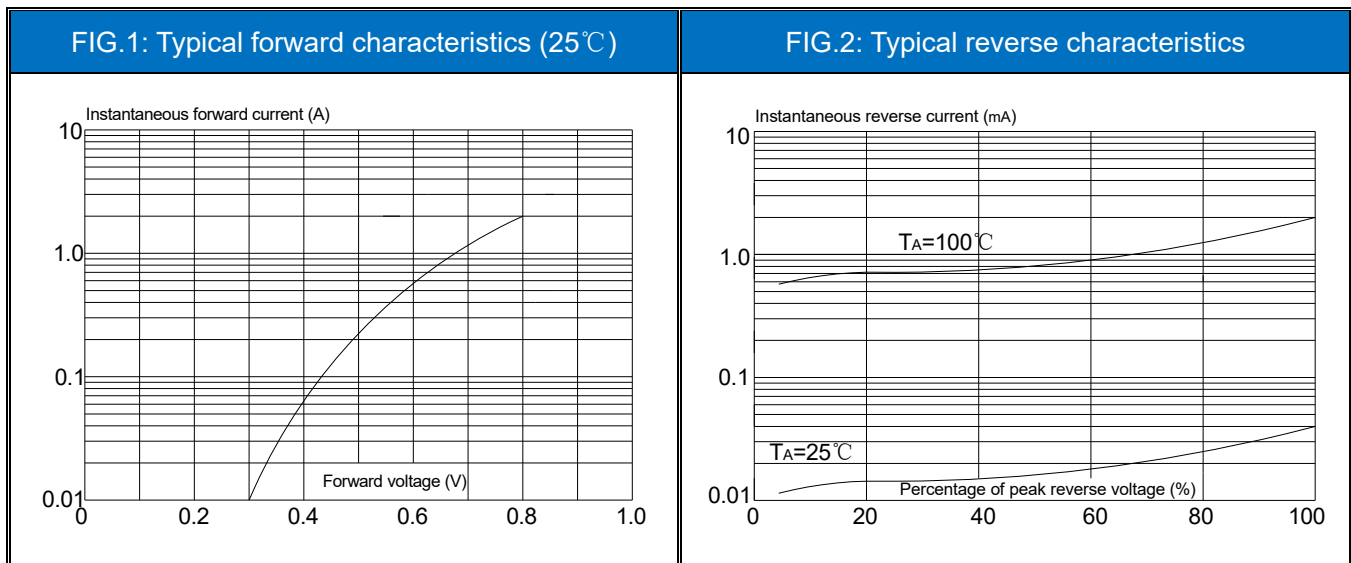 FIG.1: Typical forward characteristics (25℃)
Instantaneous forward current (A)
10
1.0
0.1
0.01
Forward voltage (V)
0 0.2 0.4 0.6 0.8 1.0
FIG.2: Typical reverse characteristics
Instantaneous reverse current (mA)
10
TA=100℃
1.0
0.1
TA=25℃
0.01
Percentage of peak reverse voltage (%)
0 20 40 60 80 100